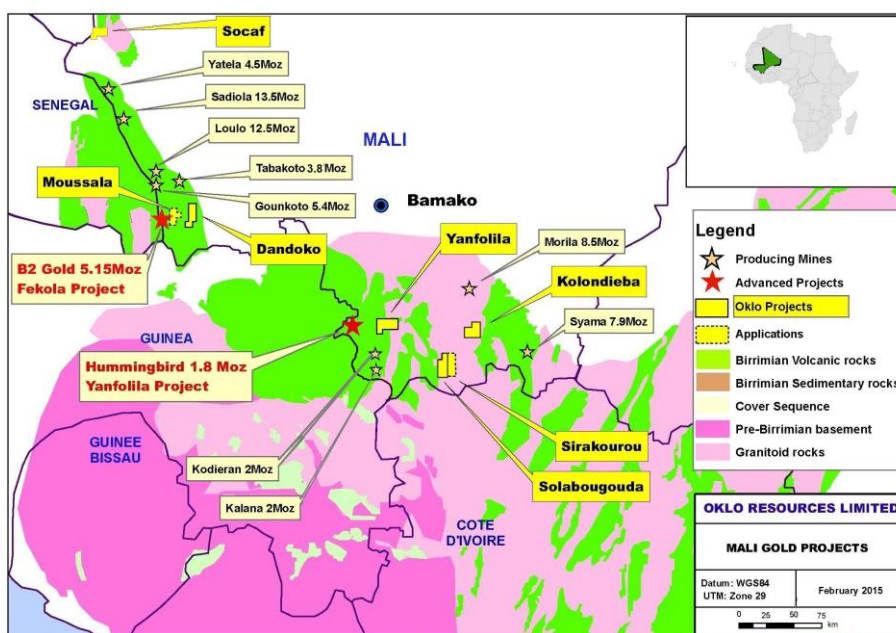 Socaf
Yatela 4.5Moz
SENEGAL
Sadiola 13.5Moz
Loulo 12.5Moz
MALI
Tabakoto 3.8Moz
Moussala
Gounkoto 5.4Moz
Bamako
Dandoko
Yanfolila
Morila 8.5Moz
B2 Gold 5.15Moz
Fekola Project
Kolondieba
GUINEA
Syama 7.9Moz
Hummingbird 1.8 Moz
Yanfolila Project
GUINEE
BISSAU
Sirakourou
Kodieran 2Moz
Solabougouda
Kalana 2Moz
COTE
D'IVOIRE
Legend
Producing Mines
Advanced Projects
Oklo Projects
Applications
Birrimian Volcanic rocks
Birrimian Sedimentary rocks
Cover Sequence
Pre-Birrimian basement
Granitoid rocks
OKLO RESOURCES LIMITED
MALI GOLD PROJECTS
Datum: WGS84
UTM: Zone 29
February 2015
0 25 50 75
km